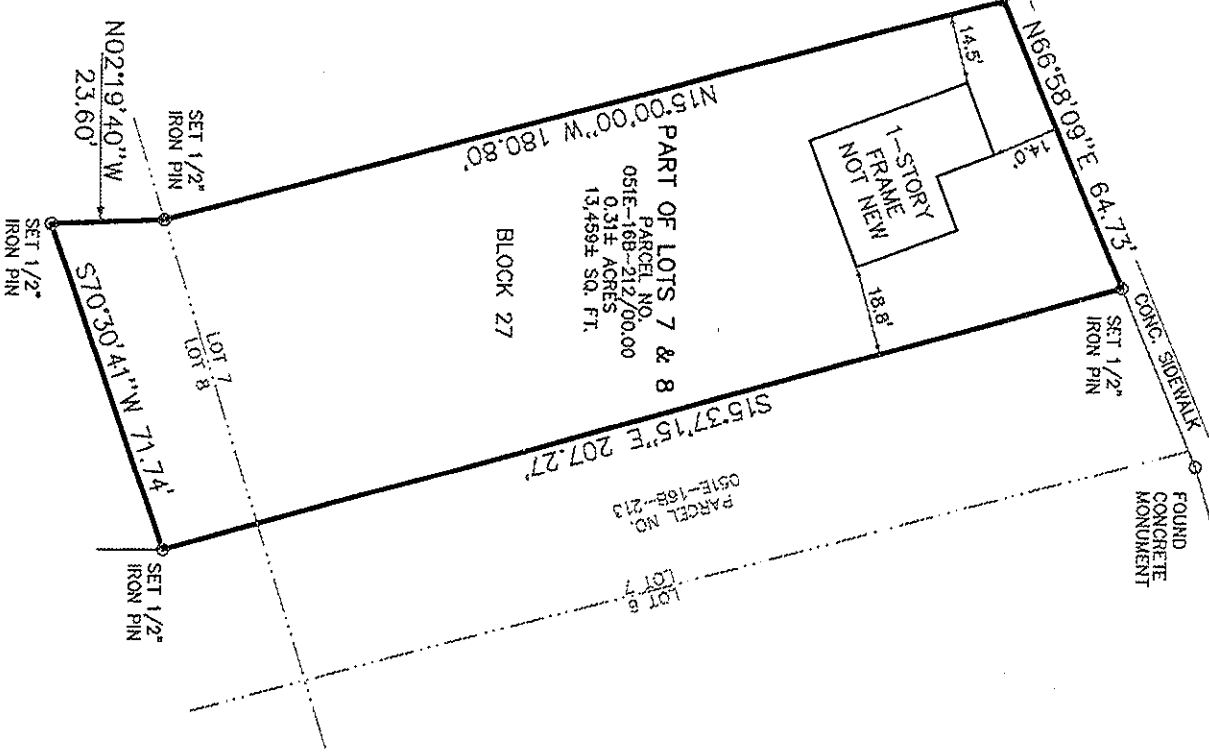 N66°58'09"E 64.73'
CONC. SIDEWALK
FOUND
CONCRETE
MONUMENT
SET 1/2"
IRON PIN
14.5'
14.0'
1-STORY
FRAME
NOT NEW
18.8'
N15°00'00"W 180.80'
PART OF LOTS 7 & 8
PARCEL NO.
051E-16B-212/00.00
0.31± ACRES
13,459± SQ. FT.
BLOCK 27
S15°37'15"E 207.27'
PARCEL NO.
051E-16B-213
LOT 6
LOT 7
SET 1/2"
IRON PIN
N02°19'40"W
23.60'
SET 1/2"
IRON PIN
LOT 7
LOT 8
S70°30'41"W 71.74'
SET 1/2"
IRON PIN